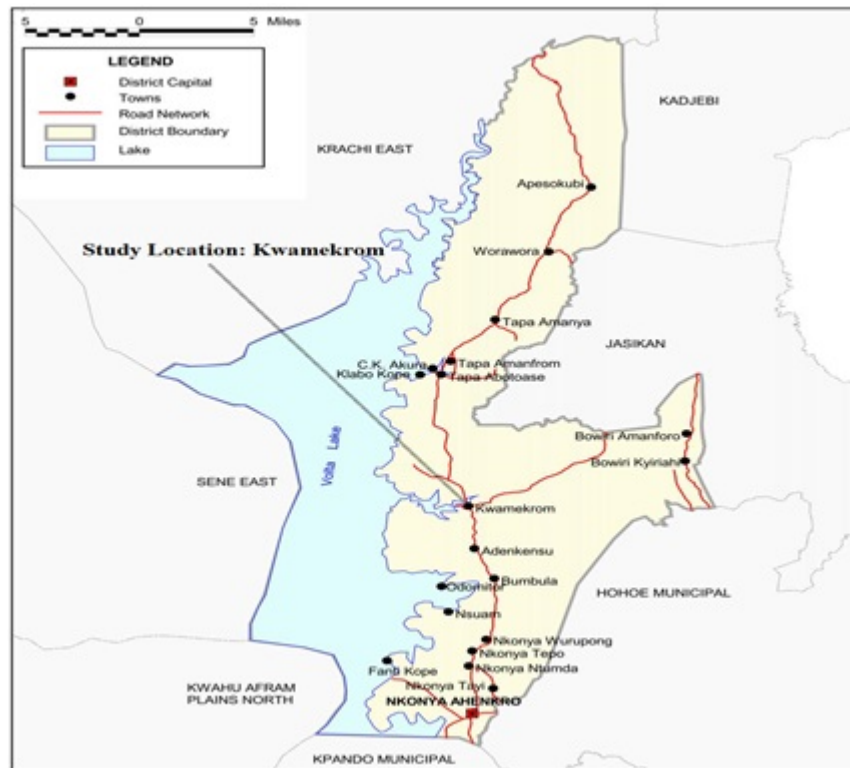 5 0 5 Miles
LEGEND
District Capital
Towns
Road Network
District Boundary
Lake
KADJEBI
KRACHI EAST
Apesokubi
Study Location: Kwamekrom
Worawora
Tapa Amanya
JASIKAN
C.K. Akura
Tapa Amanfrom
Klabo Kope
Tapa Abotoase
Bowiri Amanforo
Bowiri Kyiriahi
Volta Lake
SENE EAST
Kwamekrom
Adenkensu
Bumbula
Odomitor
HOHOE MUNICIPAL
Nsuam
Nkonya Wurupong
Nkonya Tepo
Fanti Kope
Nkonya Ntumda
Nkonya Tayi
KWAHU AFRAM
PLAINS NORTH
NKONYA AHENKRO
KPANDO MUNICIPAL